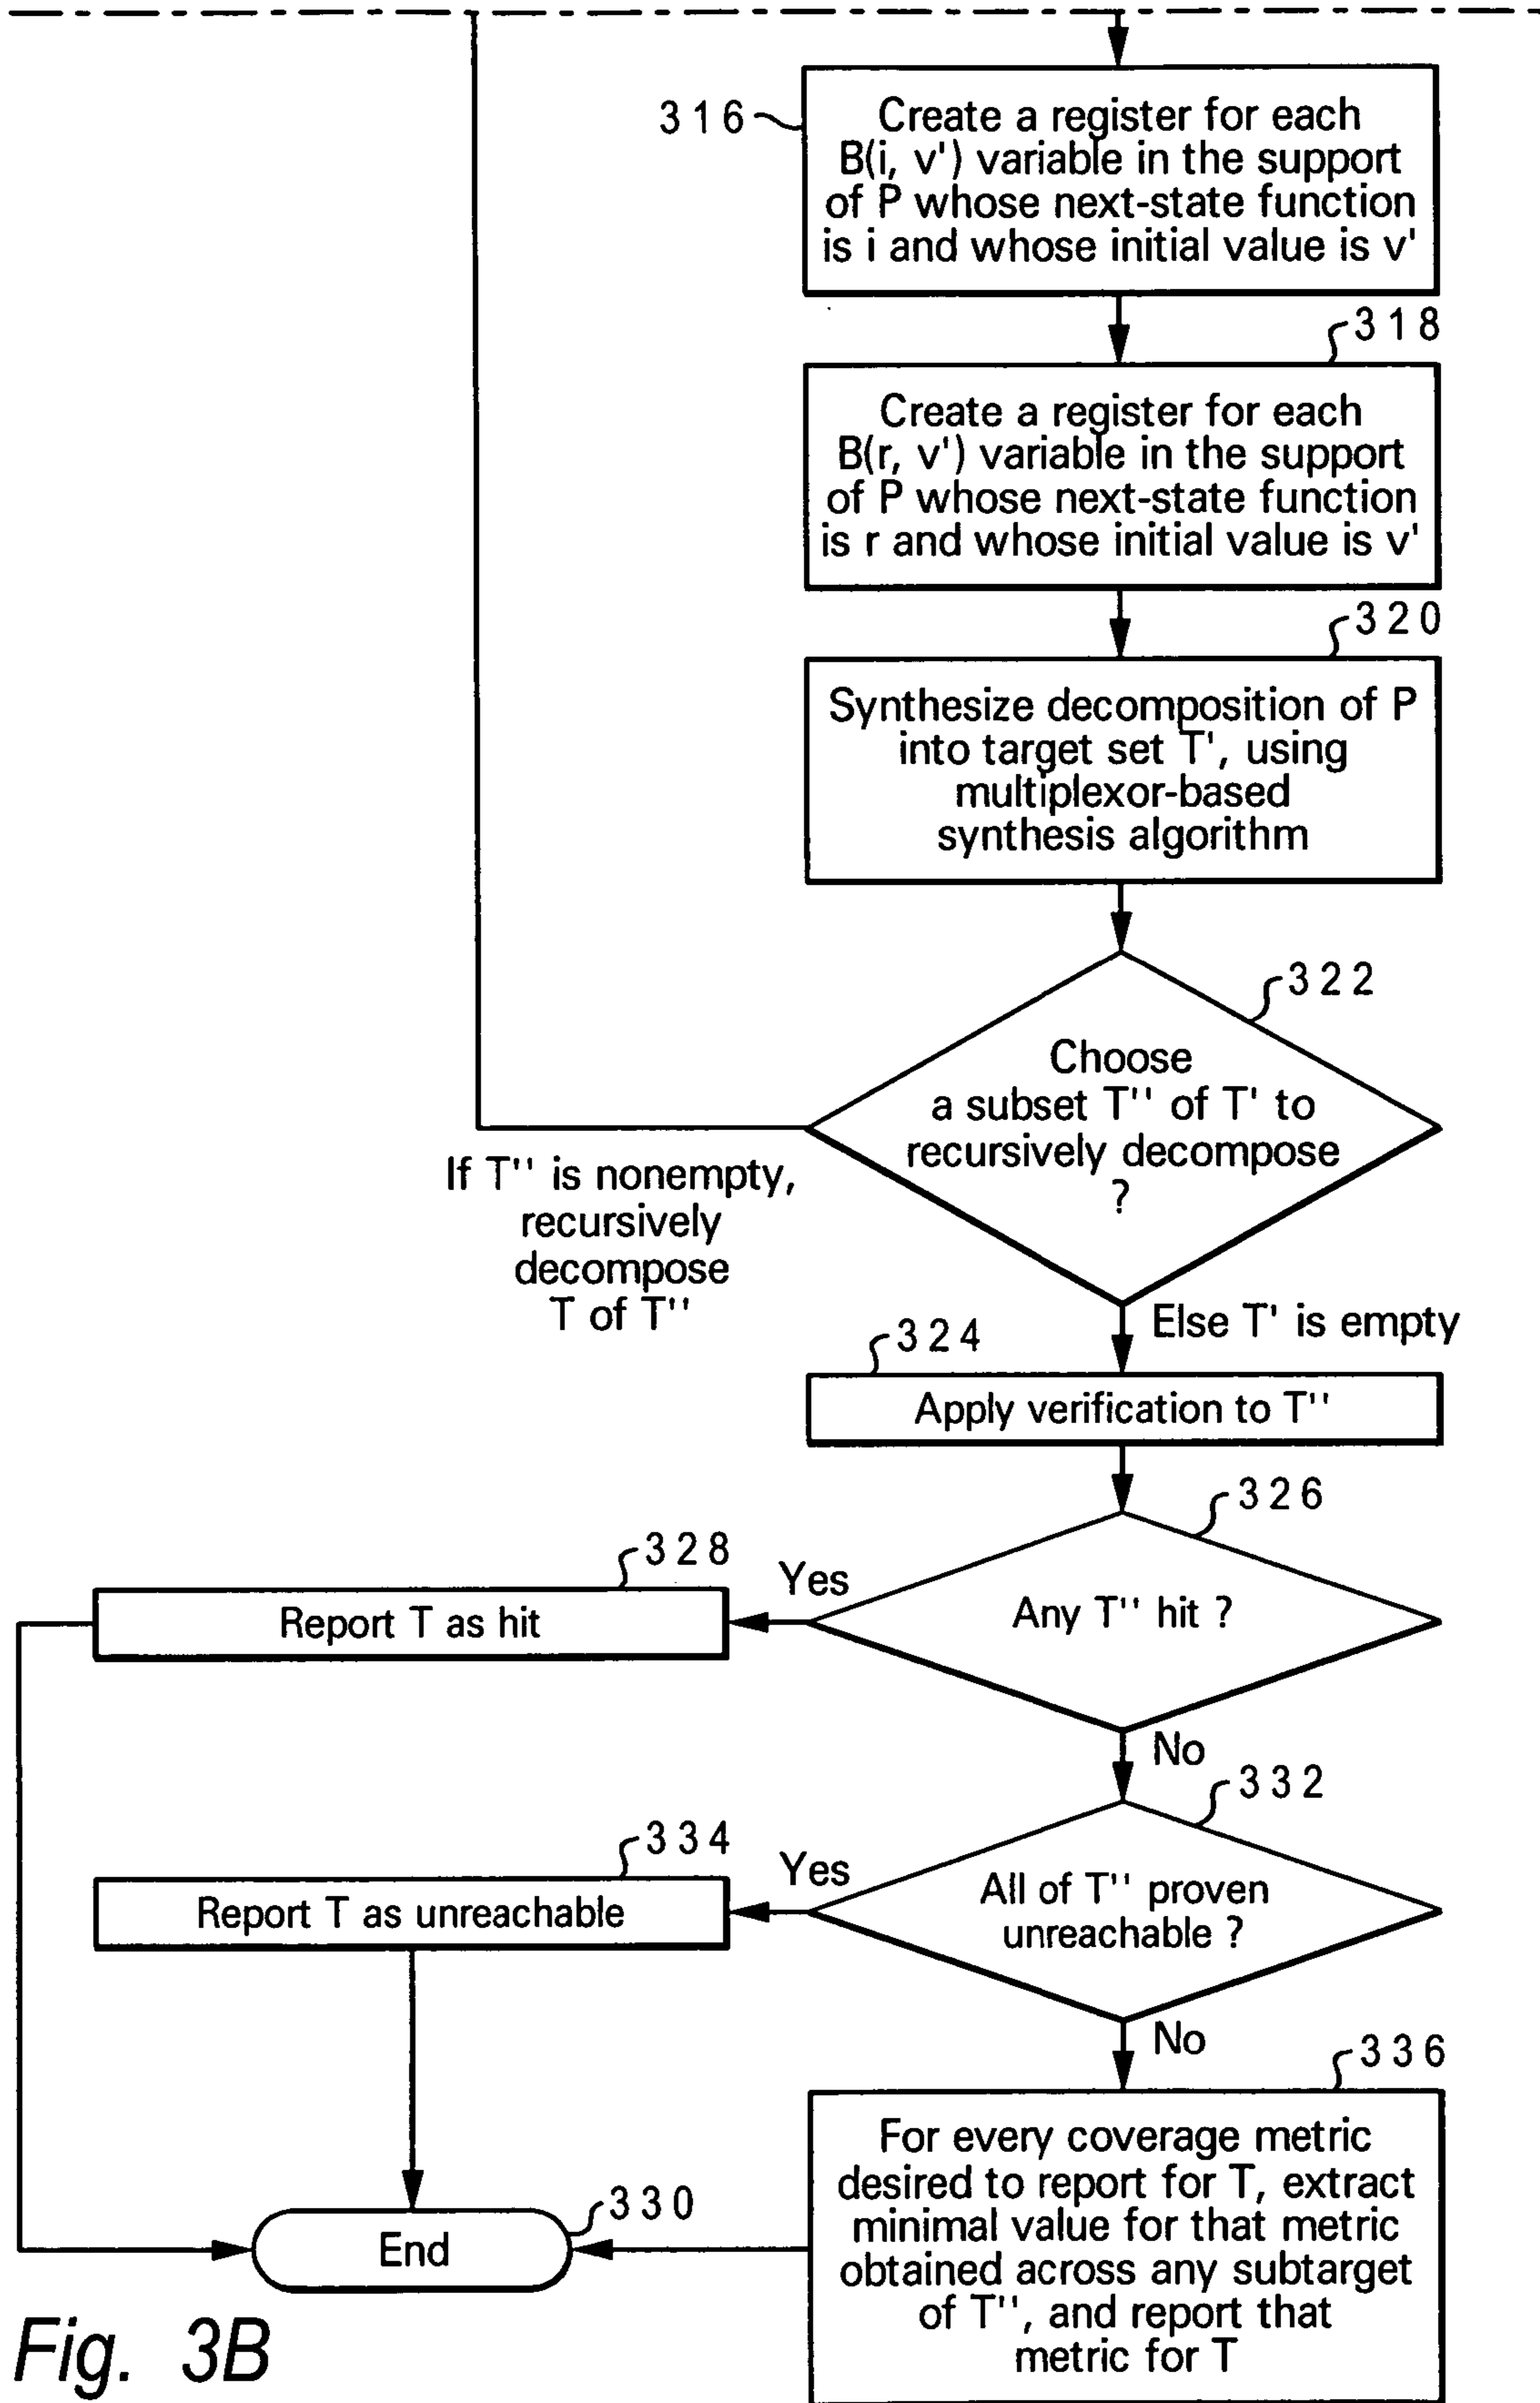 316
Create a register for each
B(i, v') variable in the support
of P whose next-state function
is i and whose initial value is v'
318
Create a register for each
B(r, v') variable in the support
of P whose next-state function
is r and whose initial value is v'
320
Synthesize decomposition of P
into target set T', using
multiplexor-based
synthesis algorithm
322
Choose
a subset T'' of T' to
recursively decompose
?
If T'' is nonempty,
recursively
decompose
T of T''
Else T' is empty
324
Apply verification to T''
326
Any T'' hit ?
Yes
328
Report T as hit
No
332
All of T'' proven
unreachable ?
Yes
334
Report T as unreachable
No
336
For every coverage metric
desired to report for T, extract
minimal value for that metric
obtained across any subtarget
of T'', and report that
metric for T
330
End
Fig. 3B